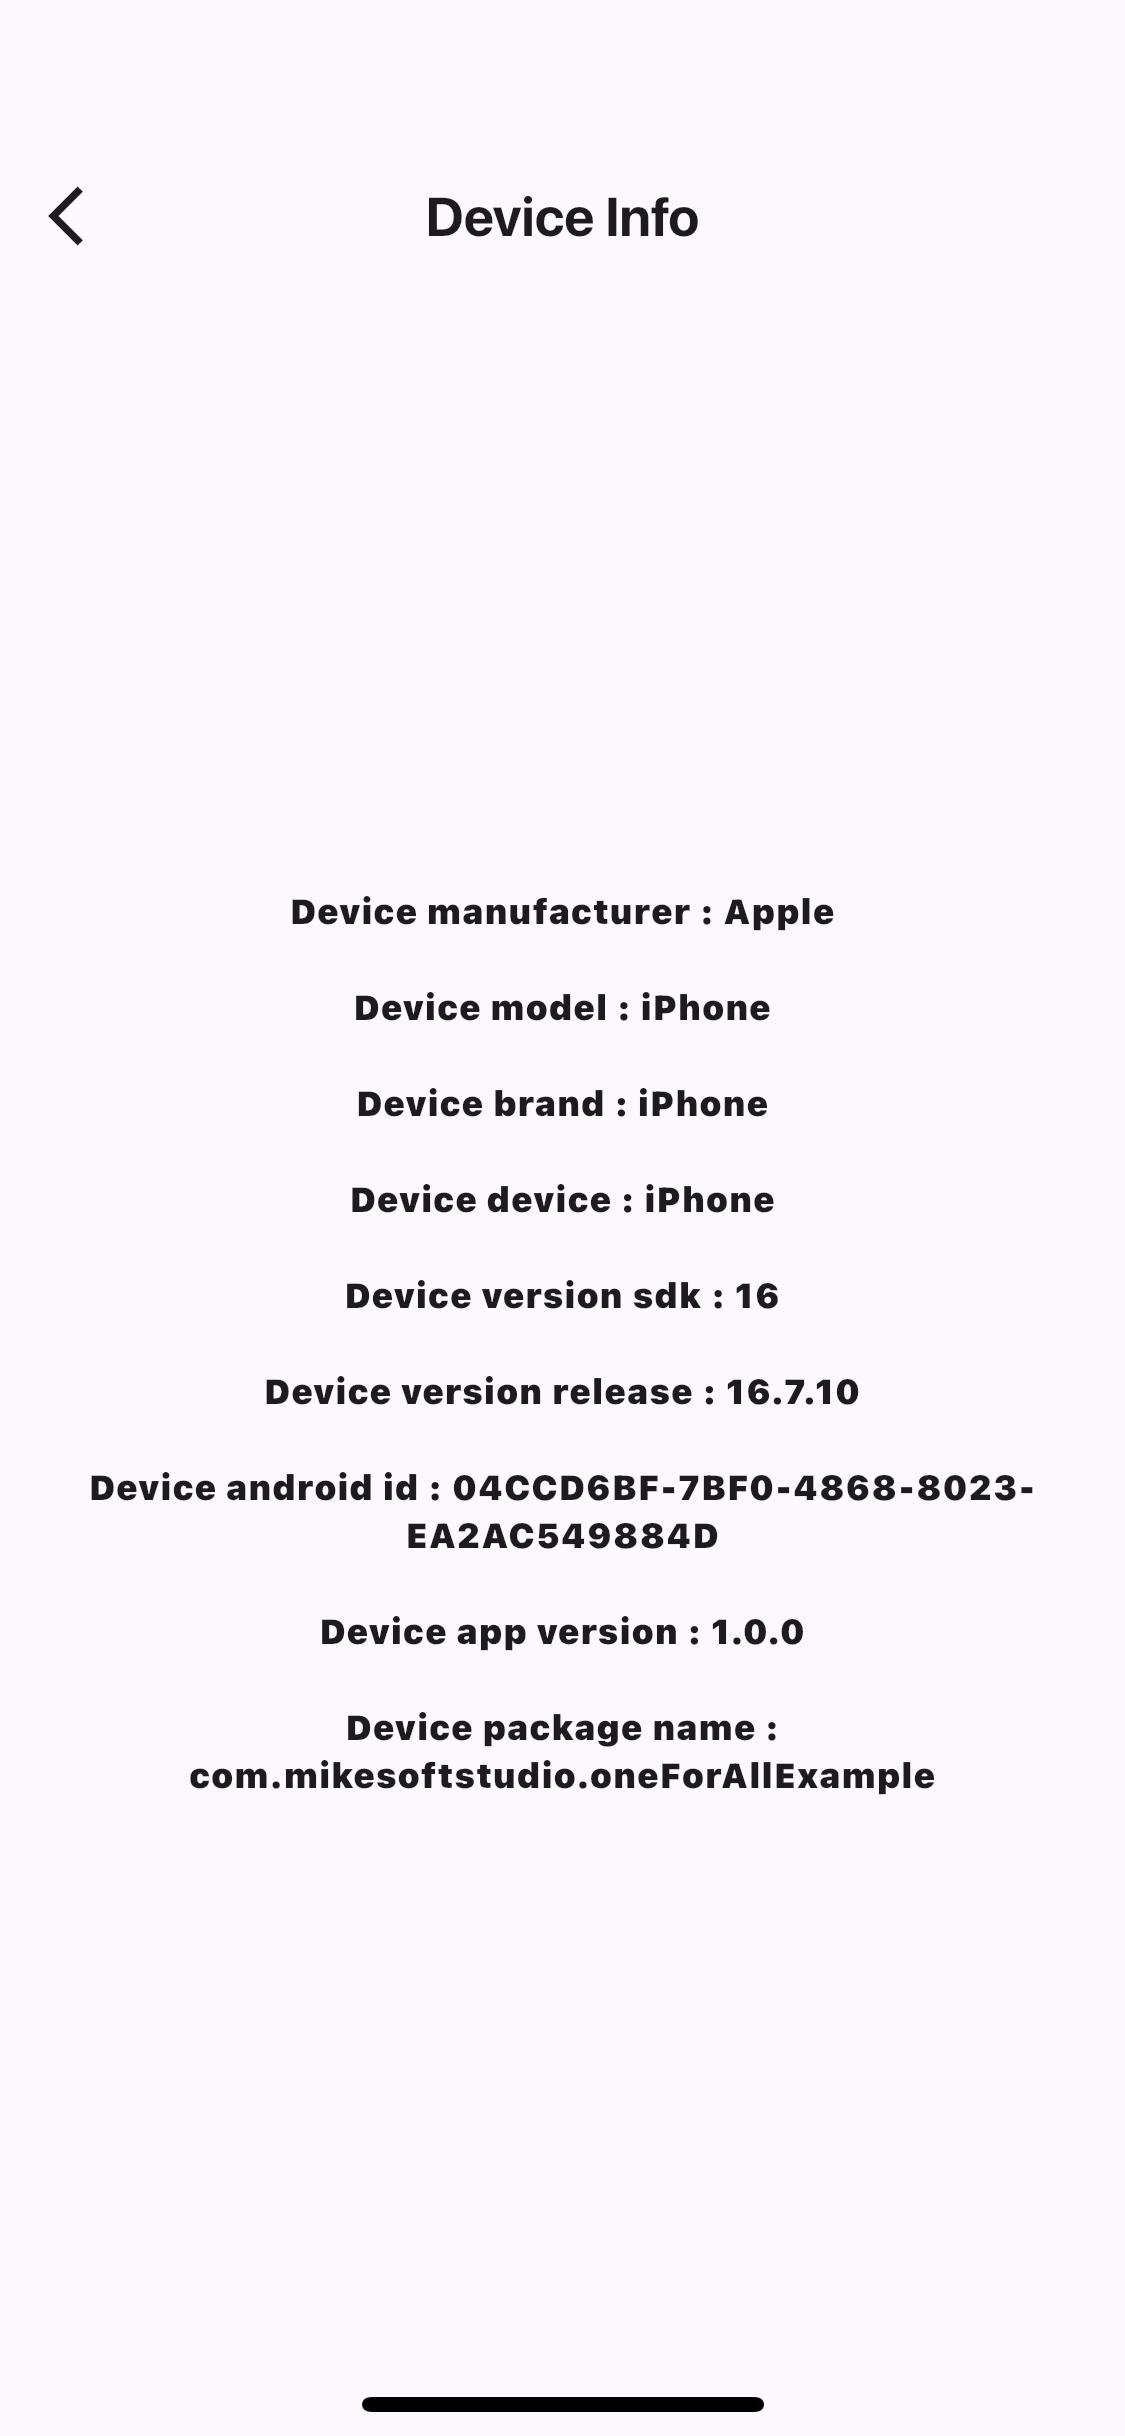 Device Info
Device manufacturer : Apple
Device model : iPhone
Device brand : iPhone
Device device : iPhone
Device version sdk : 16
Device version release : 16.7.10
Device android id : 04CCD6BF-7BF0-4868-8023-
EA2AC549884D
Device app version : 1.0.0
Device package name :
com.mikesoftstudio.oneForAllExample